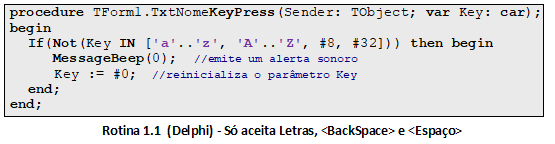 procedure TForml.TxtNomeKeyPress(Sender: TObject; var Key: car);
begin
If(Not(Key IN ['a'..'z', 'A'..'Z', #8, #32])) then begin
MessageBeep(0); //emite um alerta sonoro
Key := #0; //reinicializa o parâmetro Key
end;
end;
Rotina 1.1 (Delphi) - Só aceita Letras, <BackSpace> e <Espaço>